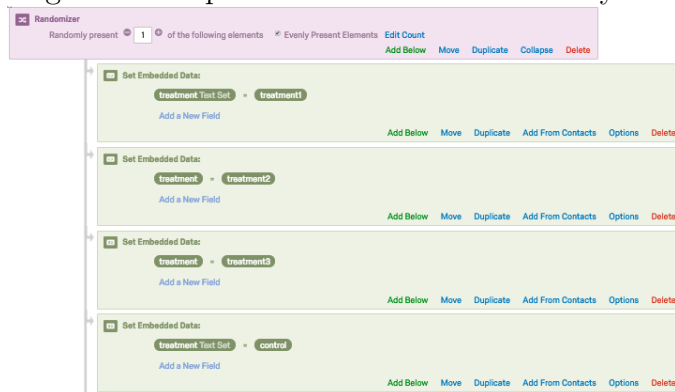 Randomizer
Randomly present 1 of the following elements Evenly Present Elements Edit Count
Add Below Move Duplicate Collapse Delete
Set Embedded Data:
treatment Text Set = treatment1
Add a New Field
Add Below Move Duplicate Add From Contacts Options Delete
Set Embedded Data:
treatment = treatment2
Add a New Field
Add Below Move Duplicate Add From Contacts Options Delete
Set Embedded Data:
treatment = treatment3
Add a New Field
Add Below Move Duplicate Add From Contacts Options Delete
Set Embedded Data:
treatment Text Set = control
Add a New Field
Add Below Move Duplicate Add From Contacts Options Delete